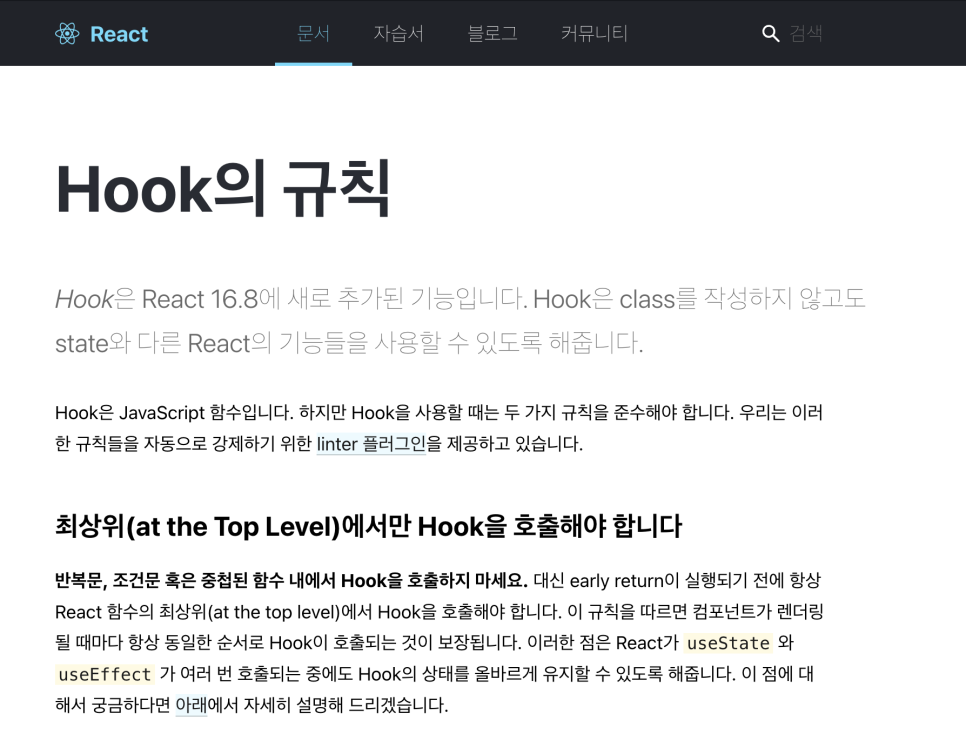 React 문서 자습서 블로그 커뮤니티 검색
Hook의 규칙
Hook은 React 16.8에 새로 추가된 기능입니다. Hook은 class를 작성하지 않고도
state와 다른 React의 기능들을 사용할 수 있도록 해줍니다.
Hook은 JavaScript 함수입니다. 하지만 Hook을 사용할 때는 두 가지 규칙을 준수해야 합니다. 우리는 이러
한 규칙들을 자동으로 강제하기 위한 linter 플러그인을 제공하고 있습니다.
최상위(at the Top Level)에서만 Hook을 호출해야 합니다
반복문, 조건문 혹은 중첩된 함수 내에서 Hook을 호출하지 마세요. 대신 early return이 실행되기 전에 항상
React 함수의 최상위(at the top level)에서 Hook을 호출해야 합니다. 이 규칙을 따르면 컴포넌트가 렌더링
될 때마다 항상 동일한 순서로 Hook이 호출되는 것이 보장됩니다. 이러한 점은 React가 useState 와
useEffect 가 여러 번 호출되는 중에도 Hook의 상태를 올바르게 유지할 수 있도록 해줍니다. 이 점에 대
해서 궁금하다면 아래에서 자세히 설명해 드리겠습니다.